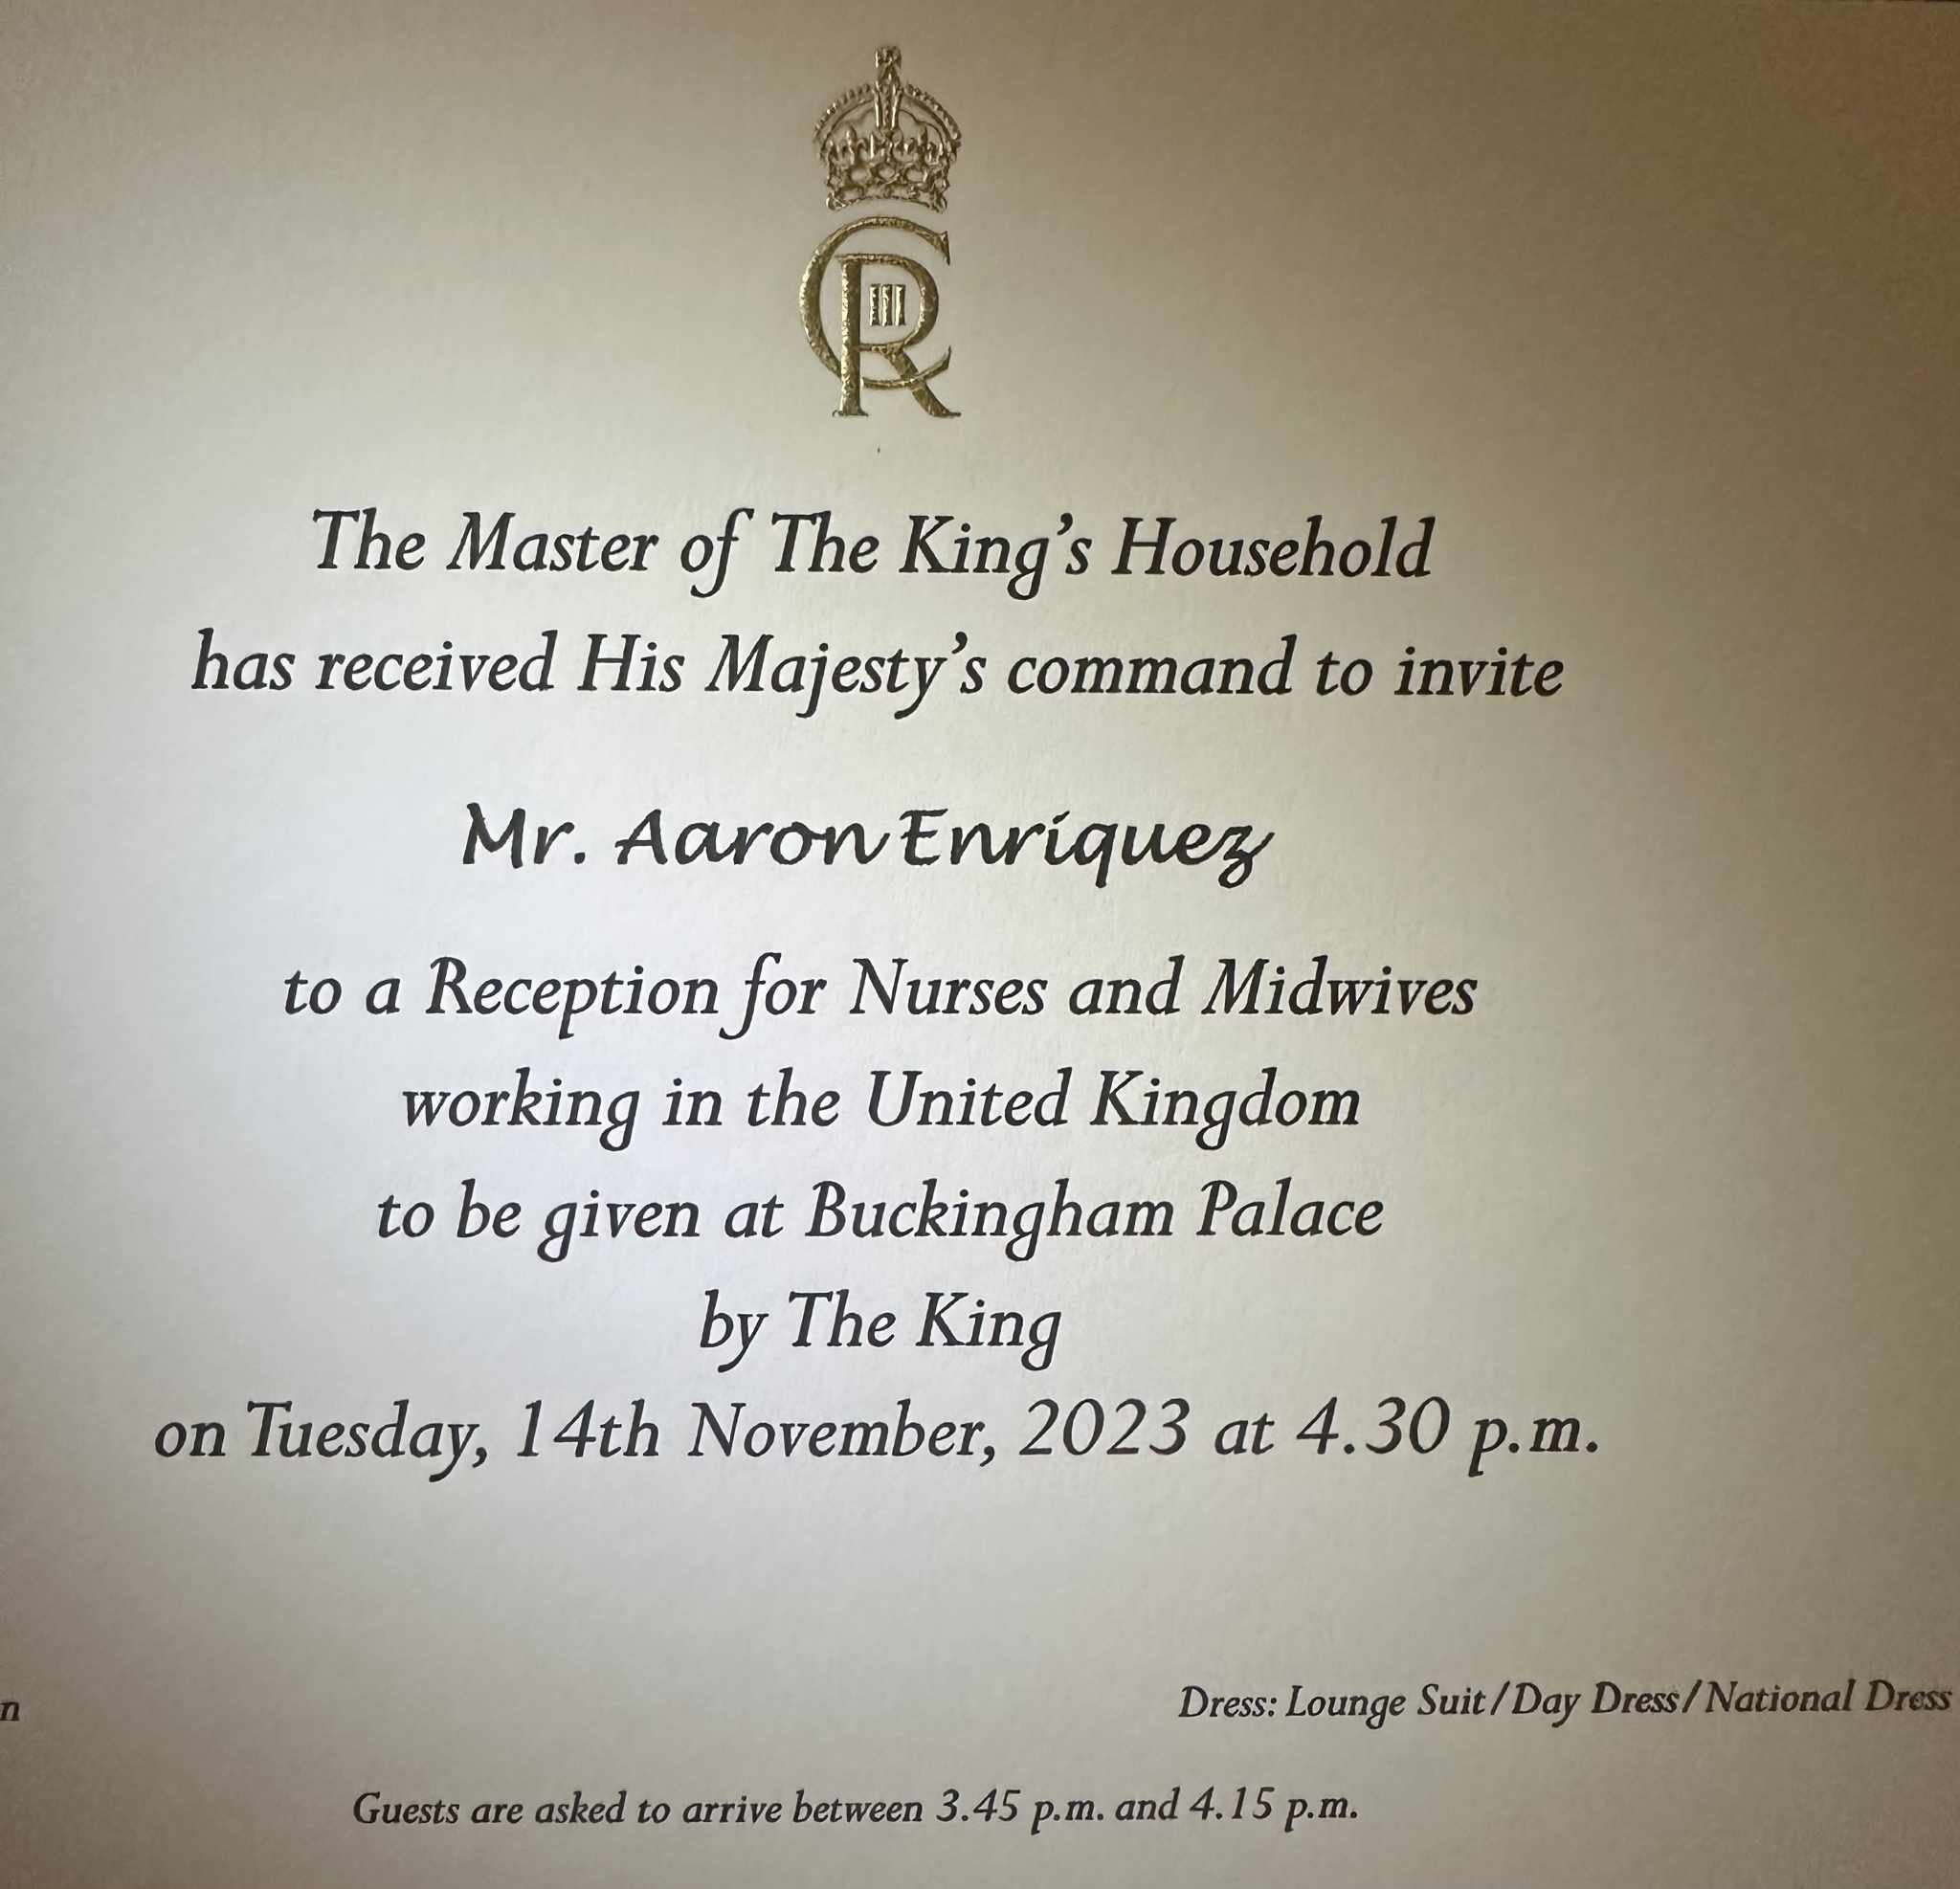 CR III
The Master of The King's Household
has received His Majesty's command to invite
Mr. Aaron Enriquez
to a Reception for Nurses and Midwives
working in the United Kingdom
to be given at Buckingham Palace
by The King
on Tuesday, 14th November, 2023 at 4.30 p.m.
n
Dress: Lounge Suit/Day Dress/National Dress
Guests are asked to arrive between 3.45 p.m. and 4.15 p.m.